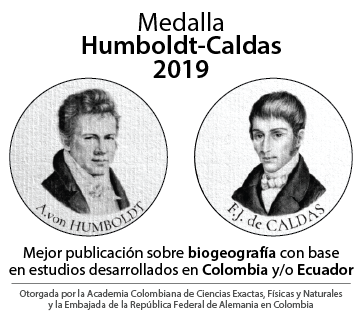 Medalla
Humboldt-Caldas
2019
A.von HUMBOLDT
F.J. de CALDAS
Mejor publicación sobre biogeografía con base
en estudios desarrollados en Colombia y/o Ecuador
Otorgada por la Academia Colombiana de Ciencias Exactas, Físicas y Naturales
y la Embajada de la República Federal de Alemania en Colombia